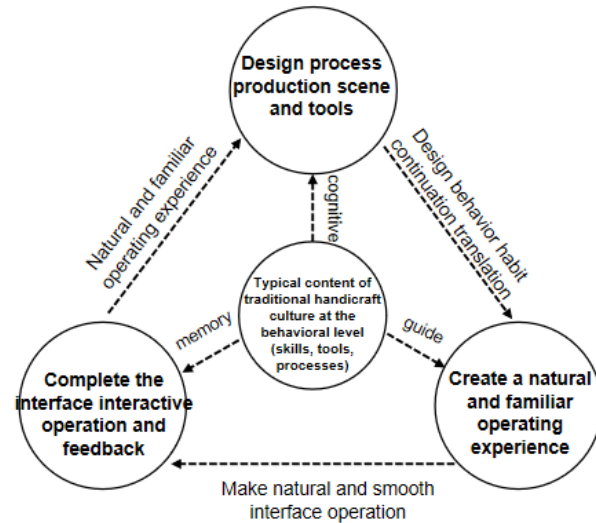 Design process
production scene
and tools
Natural and familiar
operating experience
Design behavior habit
continuation translation
cognitive
Typical content of
traditional handicraft
culture at the
behavioral level
(skills, tools,
processes)
memory
guide
Complete the
interface interactive
operation and
feedback
Create a natural
and familiar
operating
experience
Make natural and smooth
interface operation